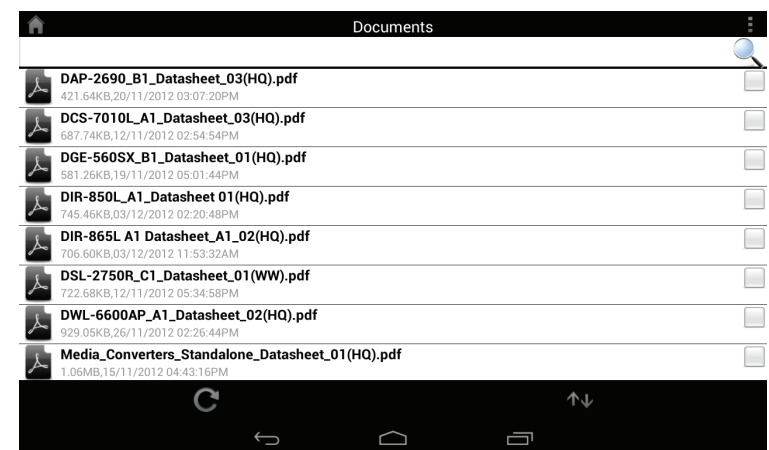 Documents
DAP-2690_B1_Datasheet_03(HQ).pdf
421.64KB,20/11/2012 03:07:20PM
DCS-7010L_A1_Datasheet_03(HQ).pdf
687.74KB,12/11/2012 02:54:54PM
DGE-560SX_B1_Datasheet_01(HQ).pdf
581.26KB,19/11/2012 05:01:44PM
DIR-850L_A1_Datasheet 01(HQ).pdf
745.46KB,03/12/2012 02:20:48PM
DIR-865L A1 Datasheet_A1_02(HQ).pdf
706.60KB,03/12/2012 11:53:32AM
DSL-2750R_C1_Datasheet_01(WW).pdf
722.68KB,12/11/2012 05:34:58PM
DWL-6600AP_A1_Datasheet_02(HQ).pdf
929.05KB,26/11/2012 02:26:44PM
Media_Converters_Standalone_Datasheet_01(HQ).pdf
1.06MB,15/11/2012 04:43:16PM